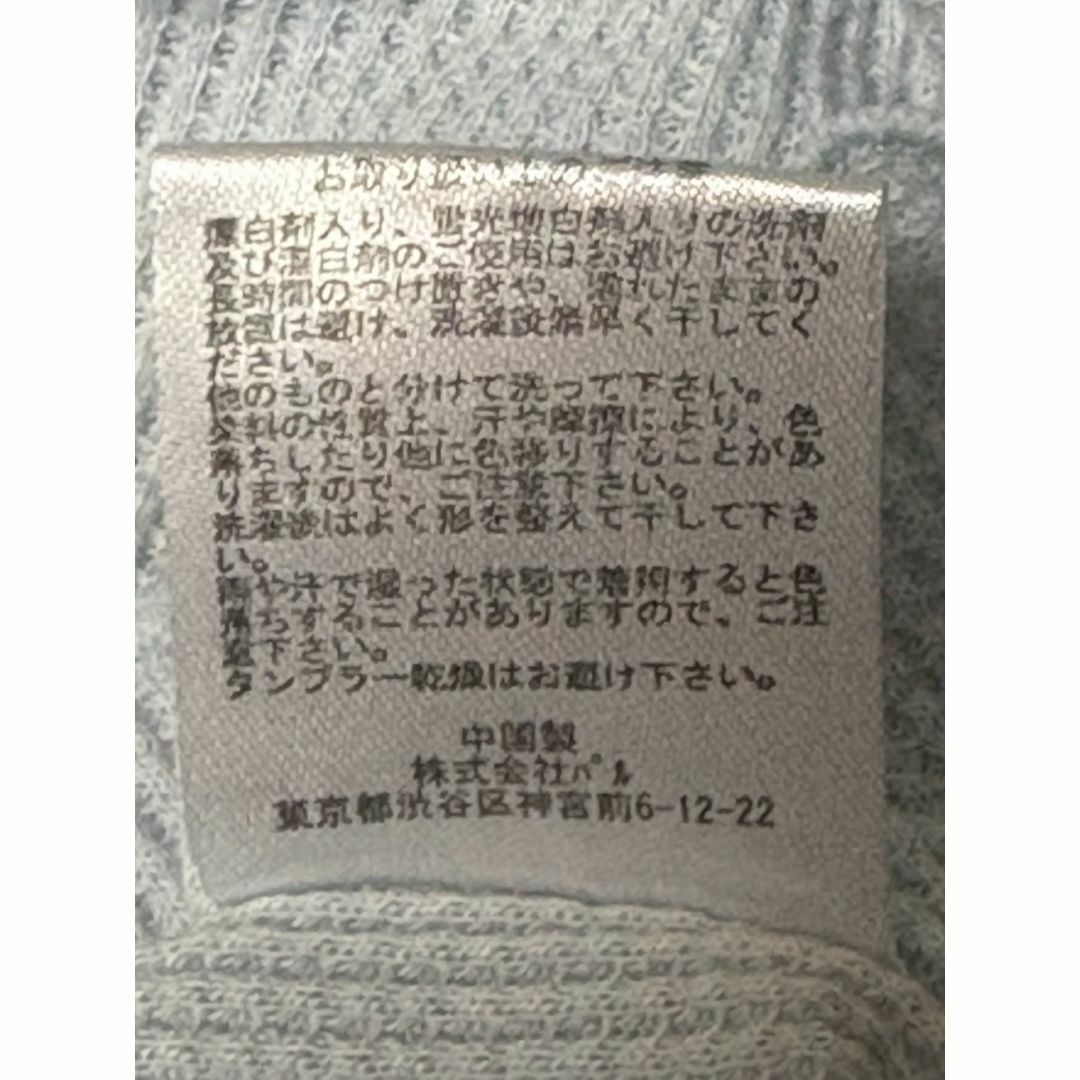 お取り扱い
漂白剤入り、蛍光増白剤入りの洗剤
及び漂白剤のご使用はお避け下さい。
長時間のつけ置きや、濡れたままの
放置は避け、洗濯後素早く干してく
ださい。
他のものと分けて洗って下さい。
染料の性質上、汗や摩擦により、色
落ちしたり他に色移りすることがあ
りますので、ご注意下さい。
洗濯後はよく形を整えて干して下さ
い。
雨や汗で湿った状態で着用すると色
落ちすることがありますので、ご注
意下さい。
タンブラー乾燥はお避け下さい。
中国製
株式会社パル
東京都渋谷区神宮前6-12-22